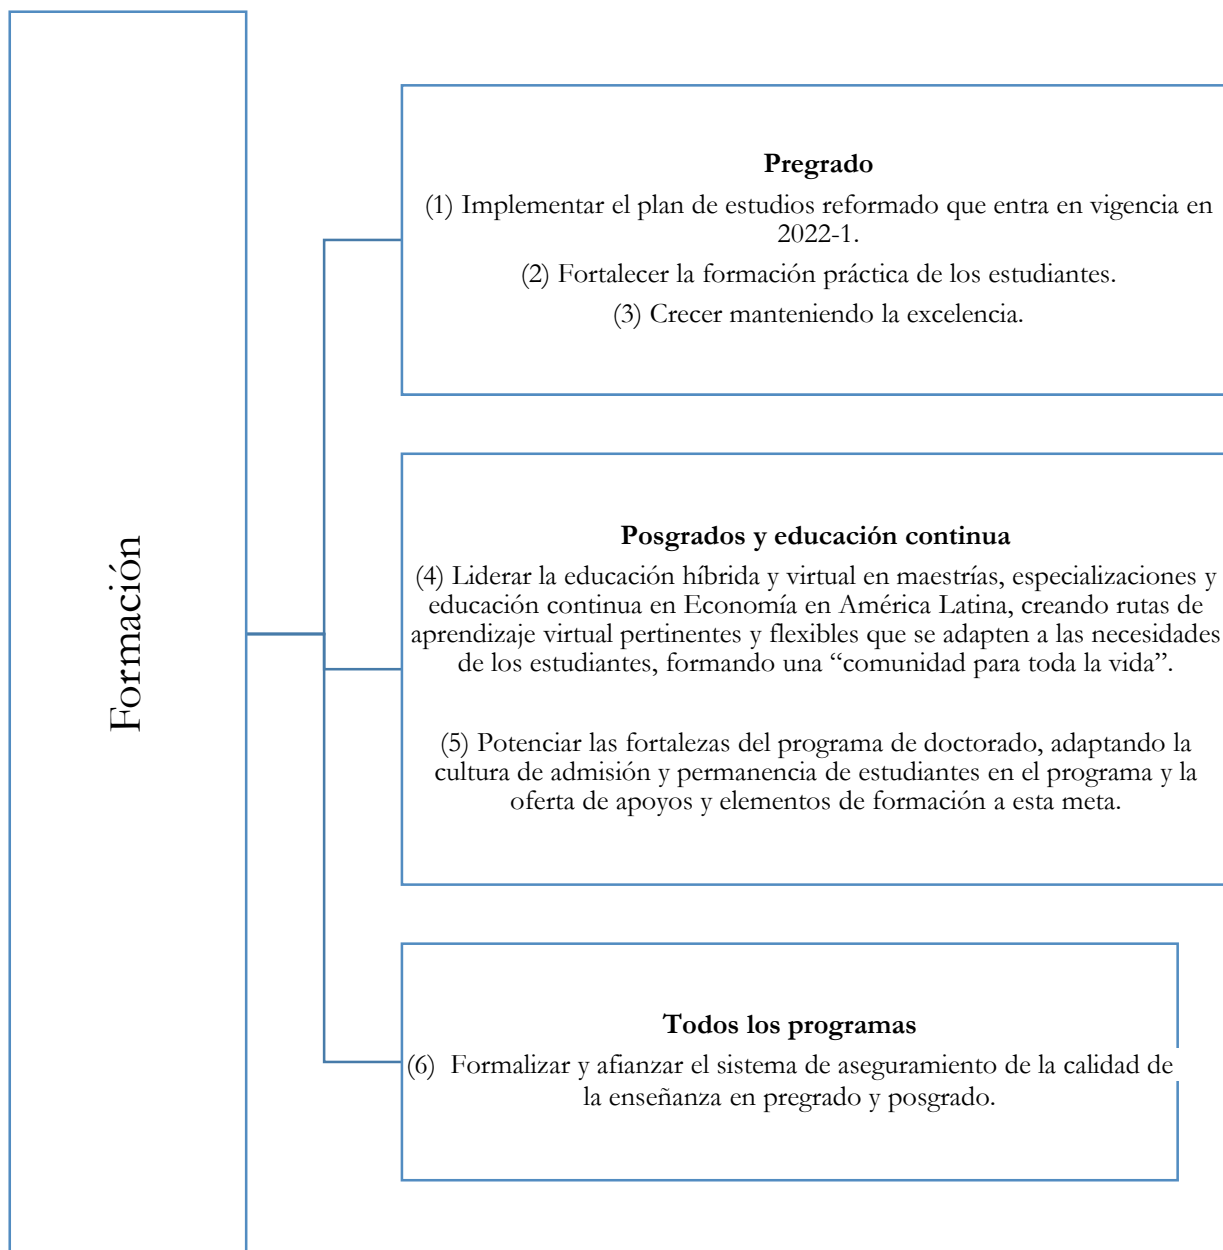 Formación
Pregrado
(1) Implementar el plan de estudios reformado que entra en vigencia en
2022-1.
(2) Fortalecer la formación práctica de los estudiantes.
(3) Crecer manteniendo la excelencia.
Posgrados y educación continua
(4) Liderar la educación híbrida y virtual en maestrías, especializaciones y
educación continua en Economía en América Latina, creando rutas de
aprendizaje virtual pertinentes y flexibles que se adapten a las necesidades
de los estudiantes, formando una “comunidad para toda la vida”.
(5) Potenciar las fortalezas del programa de doctorado, adaptando la
cultura de admisión y permanencia de estudiantes en el programa y la
oferta de apoyos y elementos de formación a esta meta.
Todos los programas
(6) Formalizar y afianzar el sistema de aseguramiento de la calidad de
la enseñanza en pregrado y posgrado.